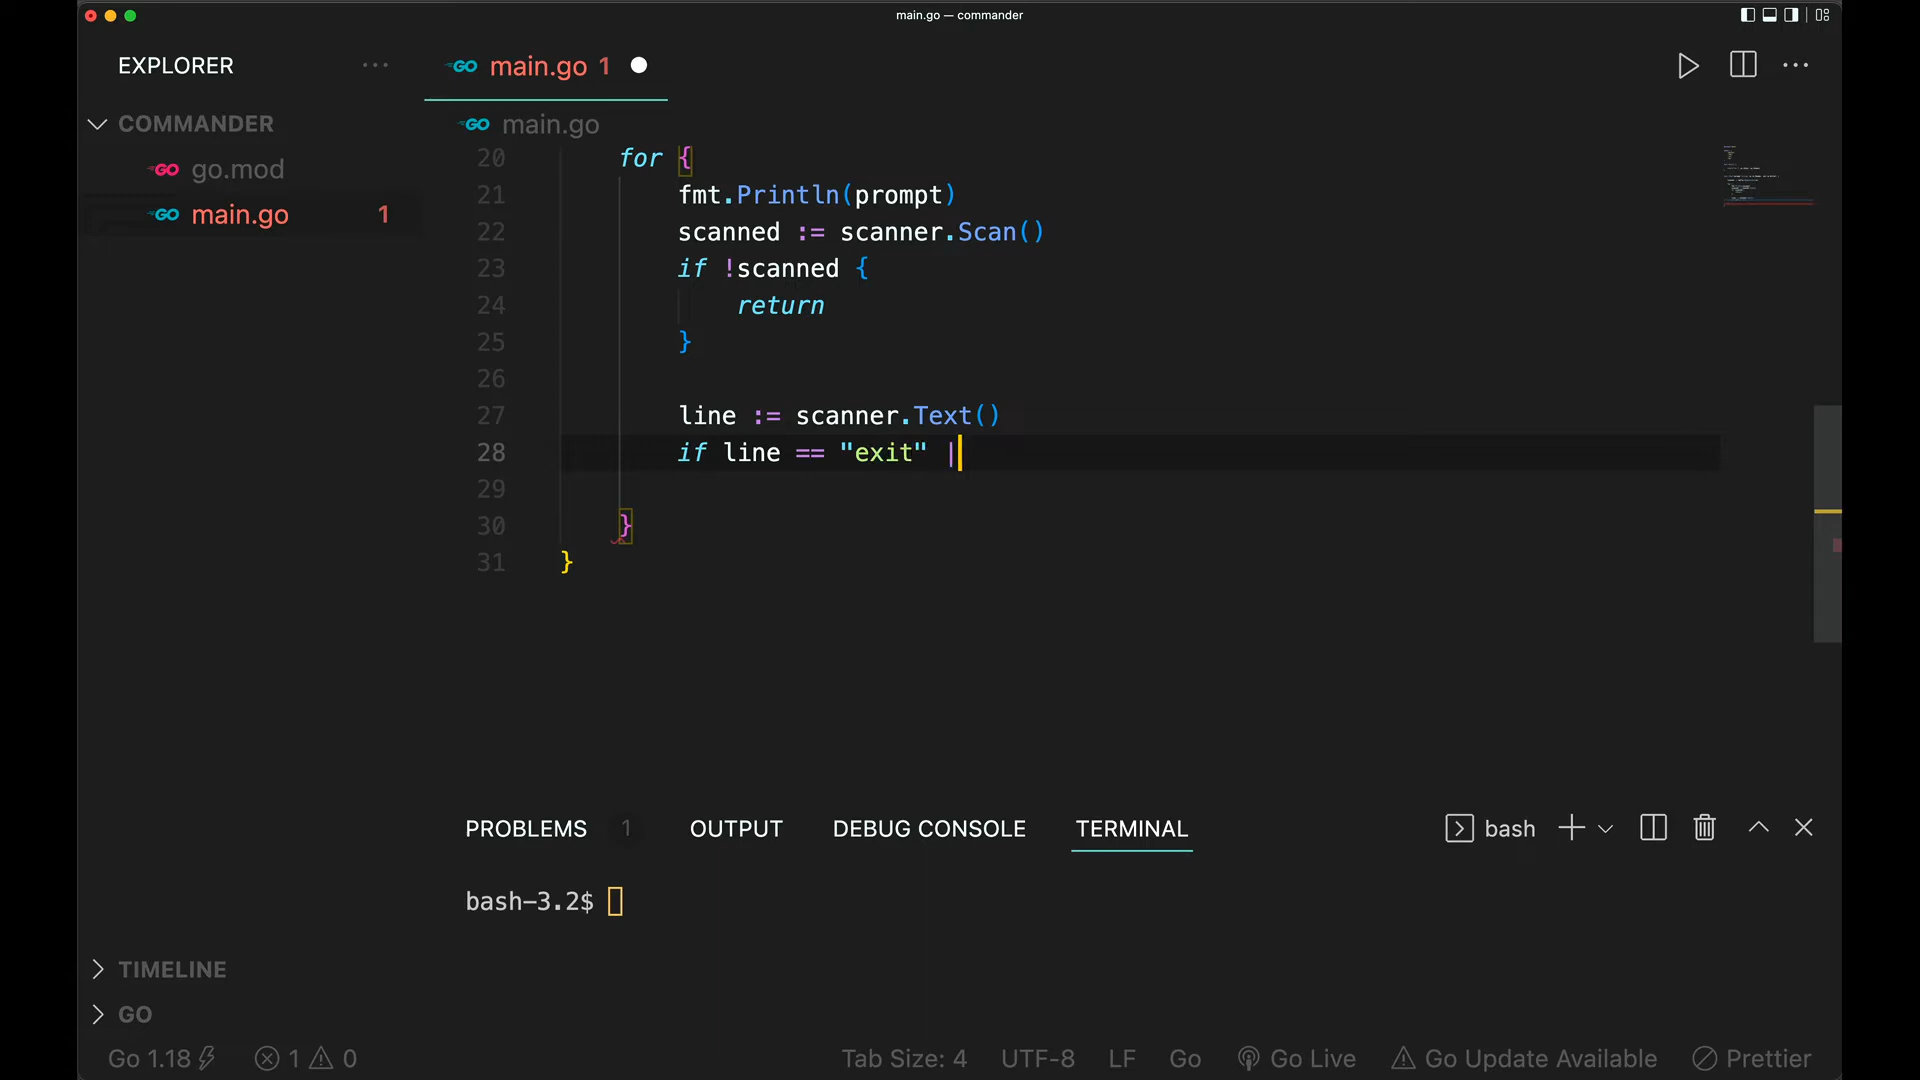 main.go — commander
EXPLORER
main.go 1
COMMANDER
main.go
go.mod
main.go 1
20 for {
21 fmt.Println(prompt)
22 scanned := scanner.Scan()
23 if !scanned {
24 return
25 }
26
27 line := scanner.Text()
28 if line == "exit" |
29
30 }
31 }
PROBLEMS 1 OUTPUT DEBUG CONSOLE TERMINAL
bash
bash-3.2$
TIMELINE
GO
Go 1.18 1 0 Tab Size: 4 UTF-8 LF Go Go Live Go Update Available Prettier